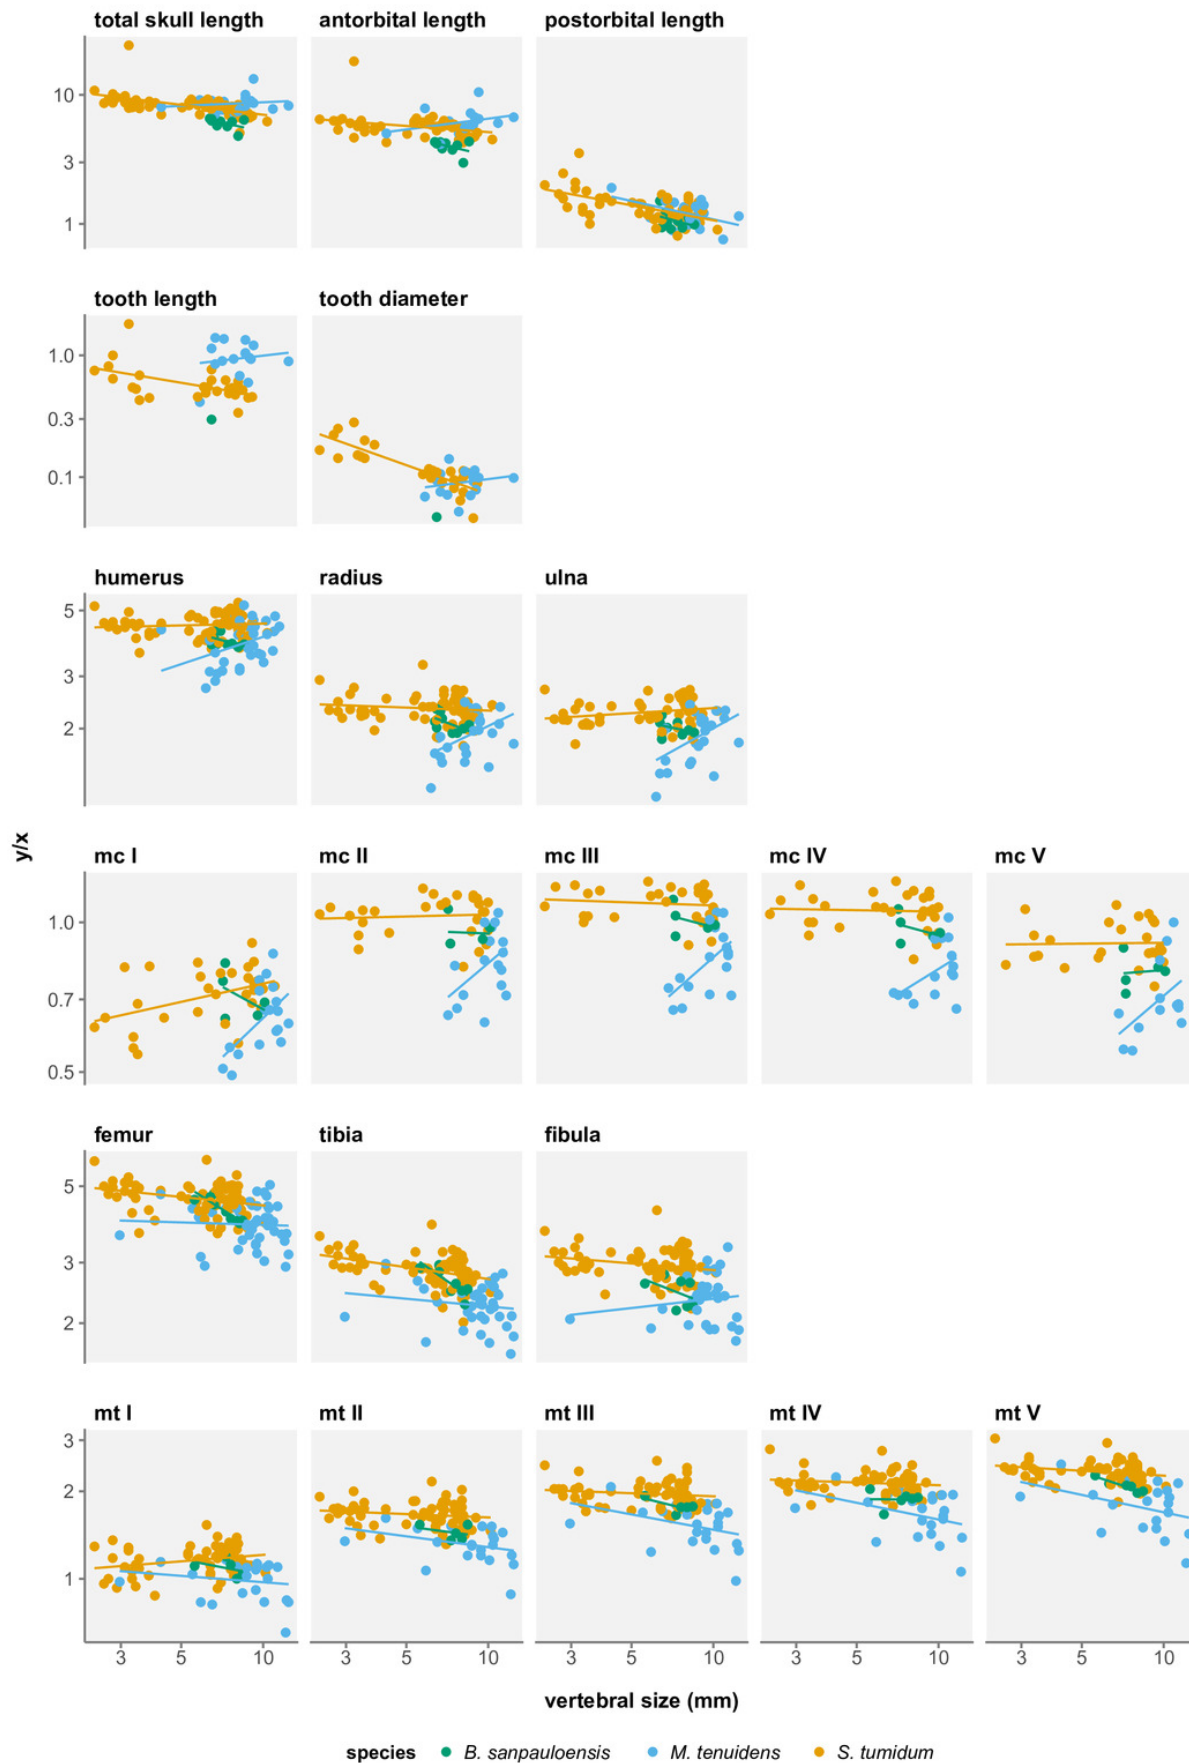 total skull length antorbital length postorbital length
10
3
1
tooth length tooth diameter
1.0
0.3
0.1
humerus radius ulna
5
3
2
y/x
mc I mc II mc III mc IV mc V
1.0
0.7
0.5
femur tibia fibula
5
3
2
mt I mt II mt III mt IV mt V
3
2
1
3 5 10 3 5 10 3 5 10 3 5 10 3 5 10
vertebral size (mm)
species B. sanpauloensis M. tenuidens S. tumidum